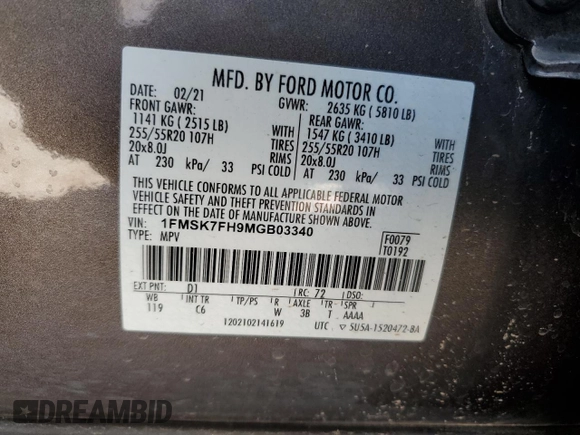 MFD. BY FORD MOTOR CO.
DATE: 02/21 GVWR: 2635 KG ( 5810 LB)
FRONT GAWR: REAR GAWR:
1141 KG ( 2515 LB) WITH 1547 KG ( 3410 LB) WITH
255/55R20 107H TIRES 255/55R20 107H TIRES
20x8.0J RIMS 20x8.0J RIMS
AT 230 kPa/ 33 PSI COLD AT 230 kPa/ 33 PSI COLD
THIS VEHICLE CONFORMS TO ALL APPLICABLE FEDERAL MOTOR
VEHICLE SAFETY AND THEFT PREVENTION STANDARDS IN
EFFECT ON THE DATE OF MANUFACTURE SHOWN ABOVE.
VIN: 1FMSK7FH9MGB03340 F0079
TYPE: MPV T0192
EXT PNT: D1 RC: 72 DSO:
WB INT TR TP/PS R AXLE TR SPR
119 C6 W 3B T AAAA
1202102141619 UTC 5U5A-1520472-BA
DREAMBID